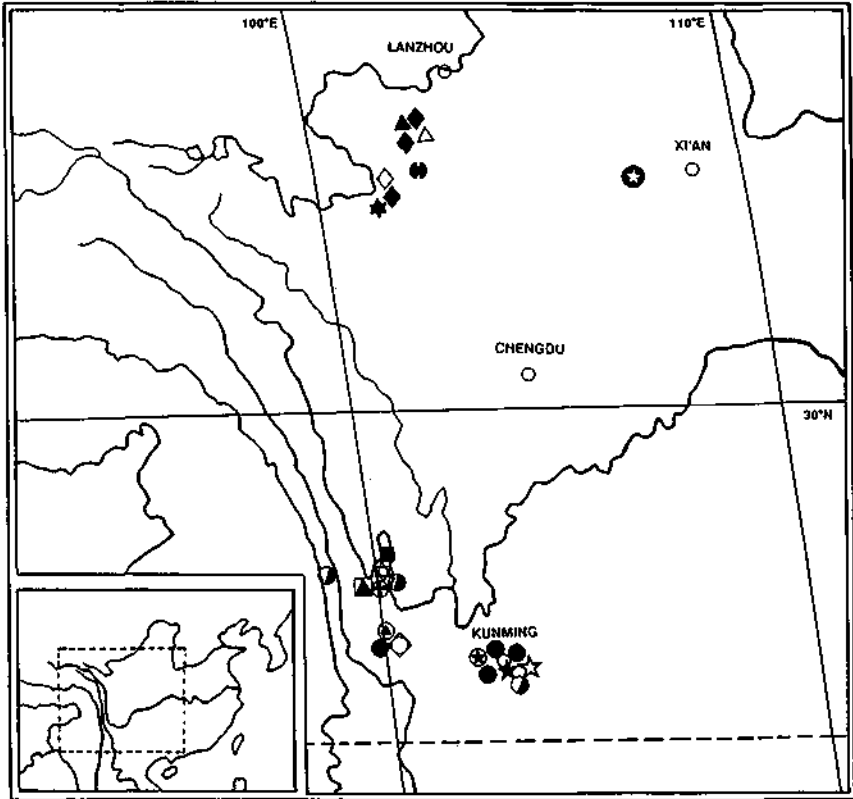 100°E
110°E
LANZHOU
XI'AN
CHENGDU
30°N
KUNMING